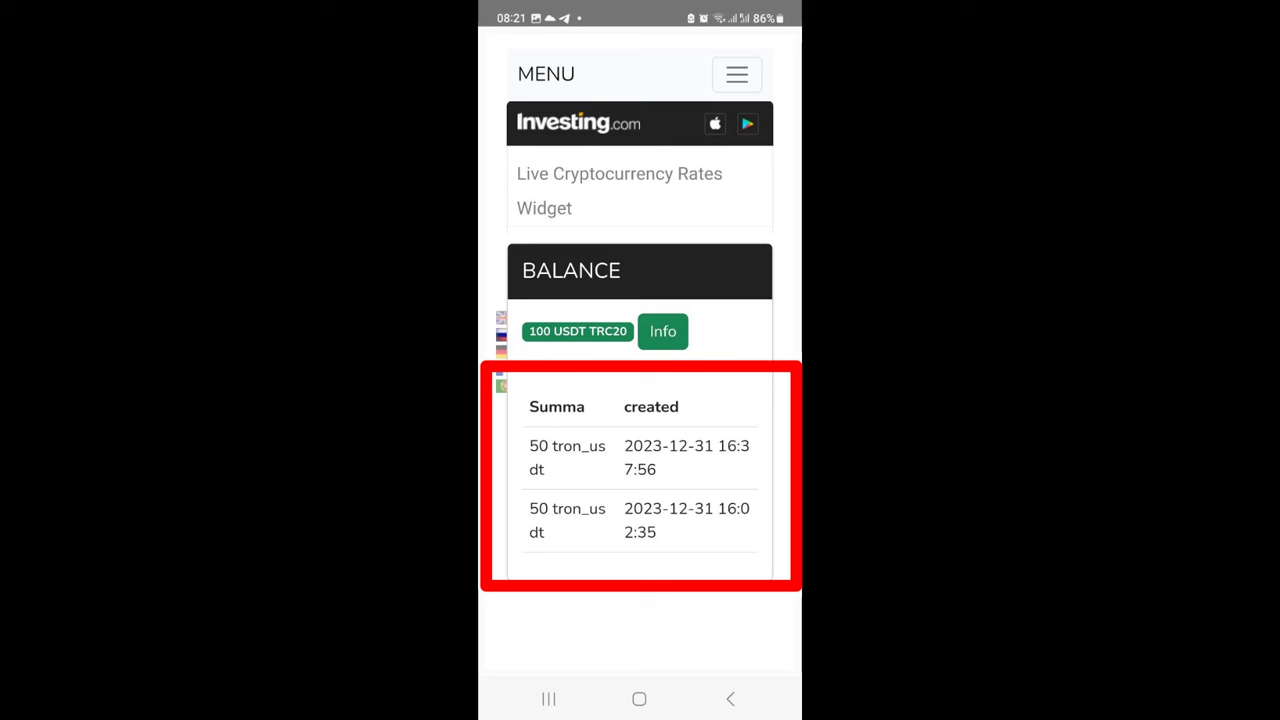 08:21 86%
MENU
Investing.com
Live Cryptocurrency Rates
Widget
BALANCE
100 USDT TRC20 Info
Summa created
50 tron_us 2023-12-31 16:3
dt 7:56
50 tron_us 2023-12-31 16:0
dt 2:35